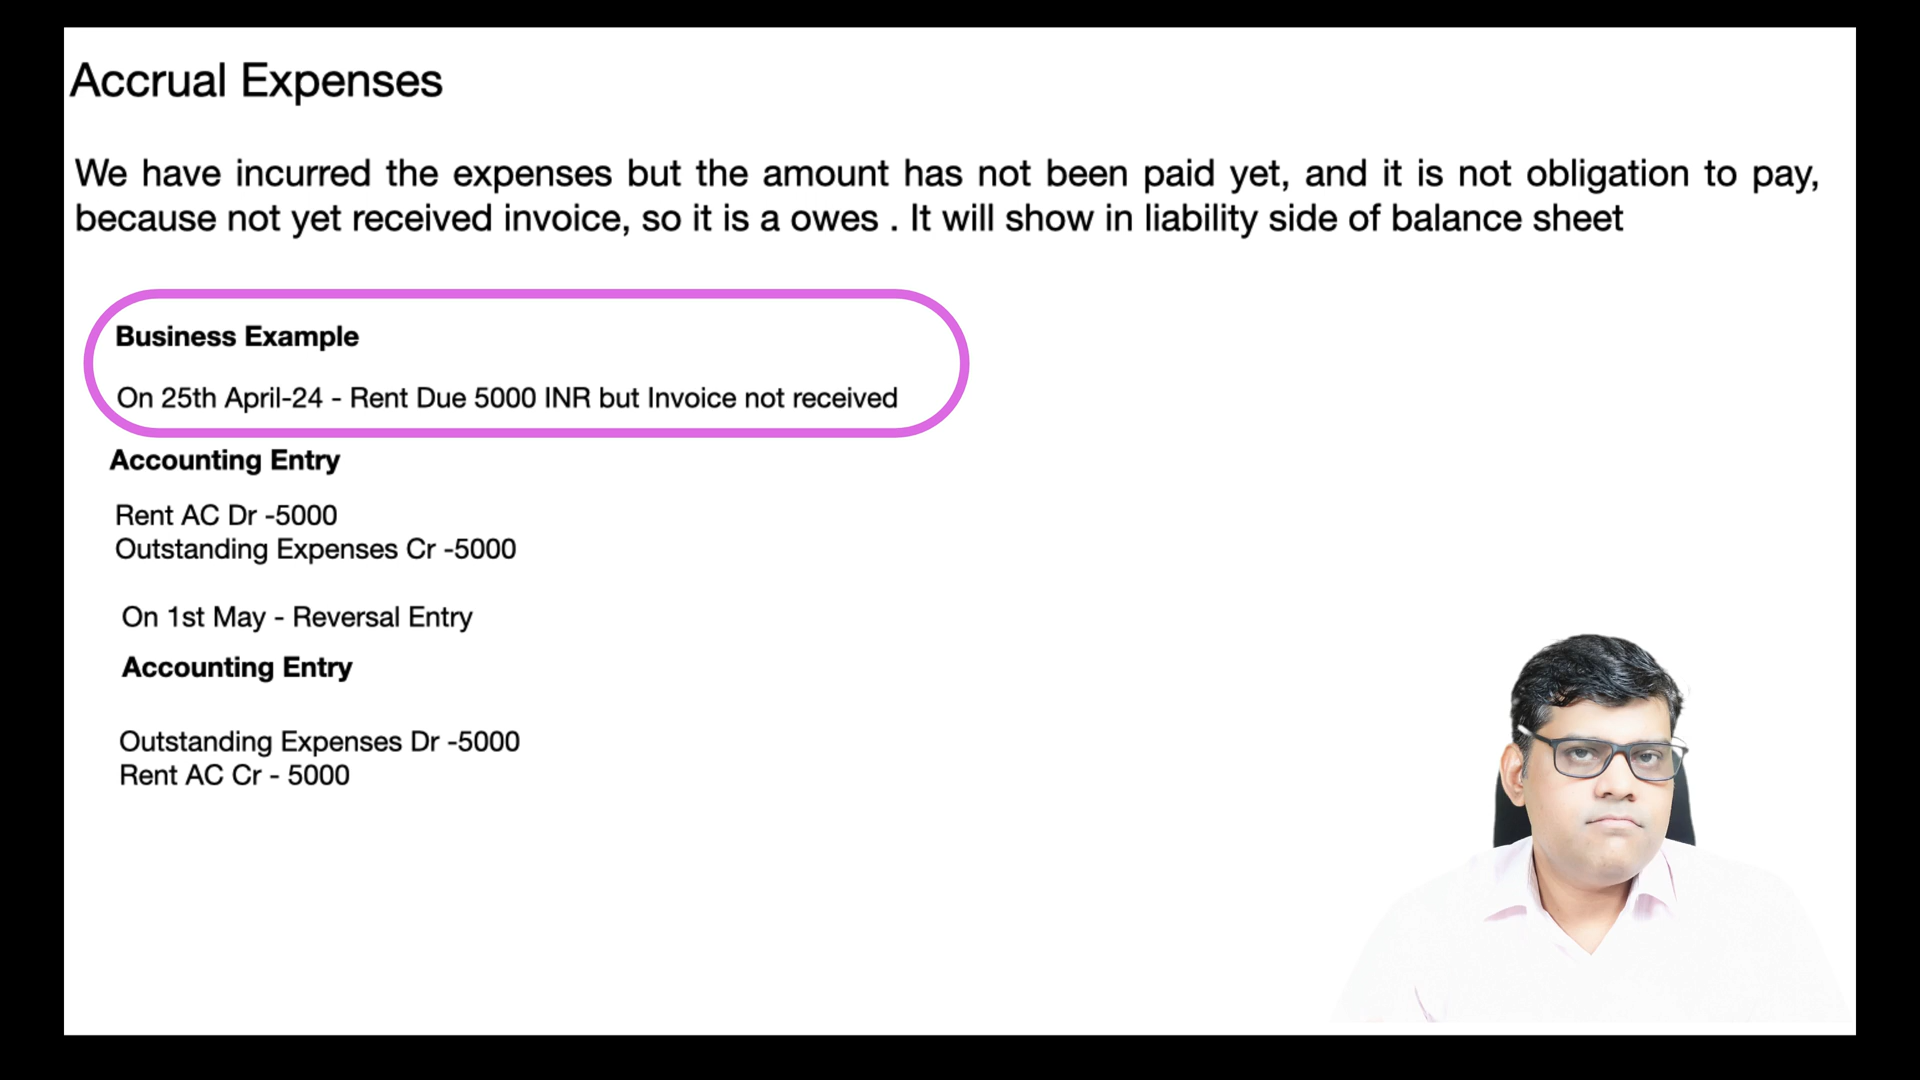 Accrual Expenses
We have incurred the expenses but the amount has not been paid yet, and it is not obligation to pay,
because not yet received invoice, so it is a owes . It will show in liability side of balance sheet
Business Example
On 25th April-24 - Rent Due 5000 INR but Invoice not received
Accounting Entry
Rent AC Dr -5000
Outstanding Expenses Cr -5000
On 1st May - Reversal Entry
Accounting Entry
Outstanding Expenses Dr -5000
Rent AC Cr - 5000